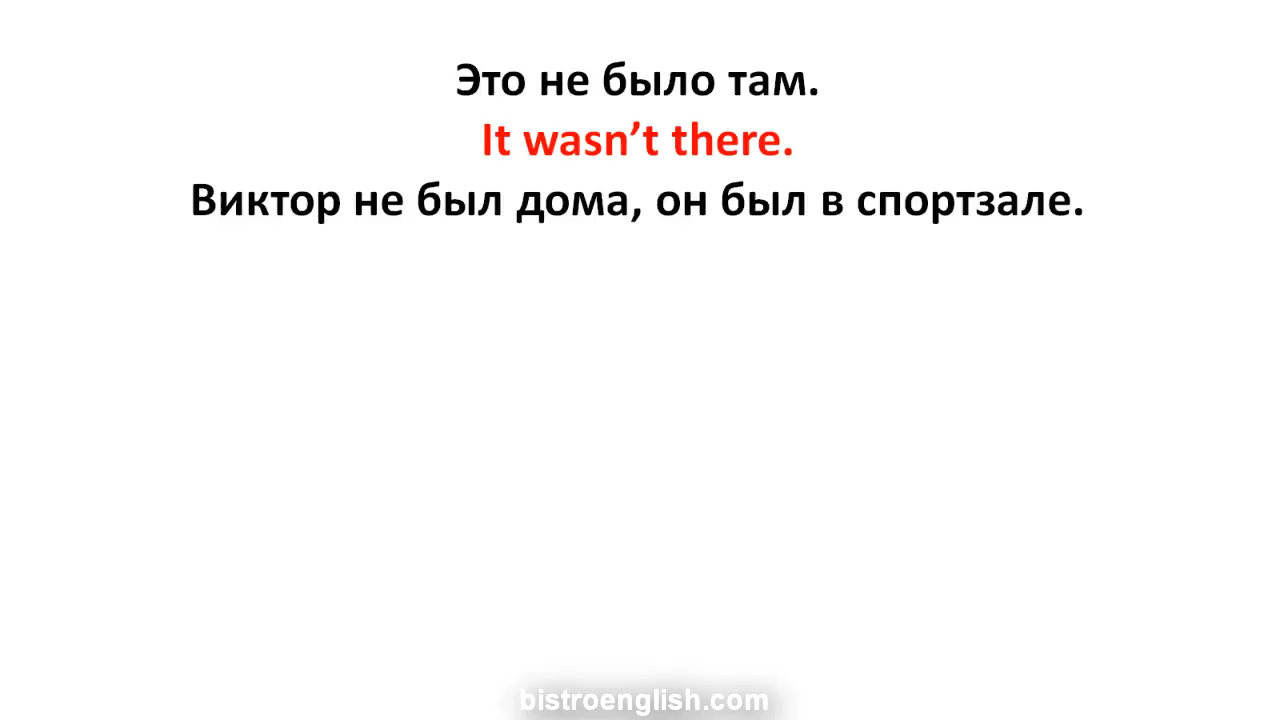 Это не было там.
It wasn’t there.
Виктор не был дома, он был в спортзале.
bistroenglish.com